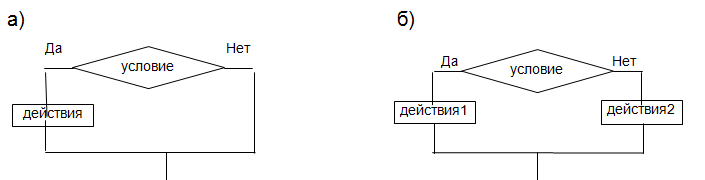 а)
Да
Нет
условие
действия
б)
Да
Нет
условие
действия1
действия2